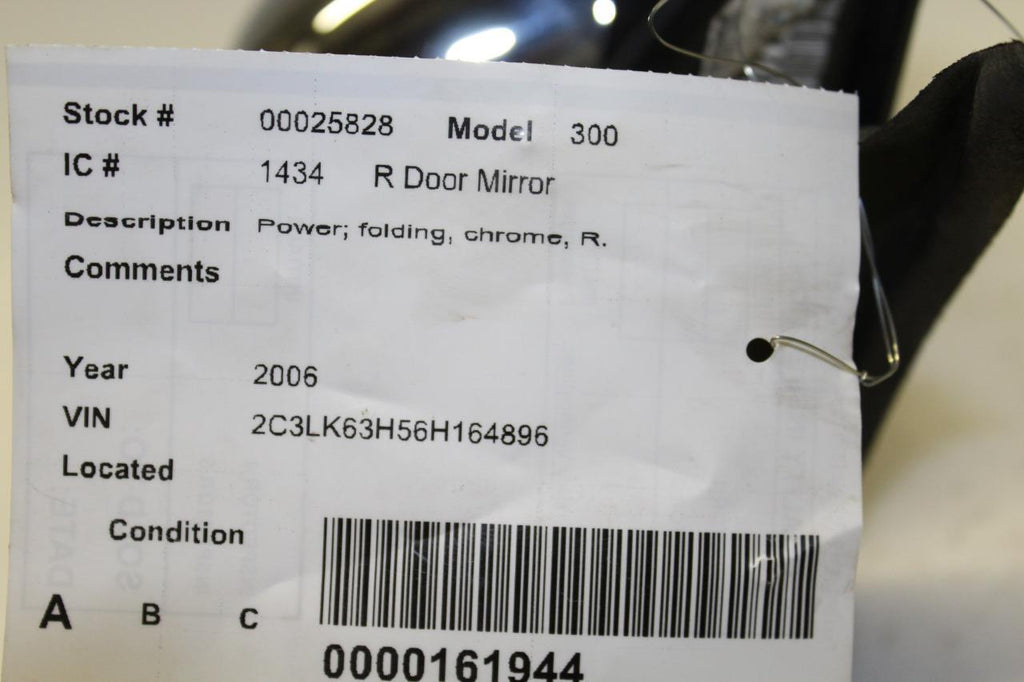 Stock # 00025828 Model 300
IC # 1434 R Door Mirror
Description Power; folding, chrome, R.
Comments
Year 2006
VIN 2C3LK63H56H164896
Located
Condition
A B C
0000161944